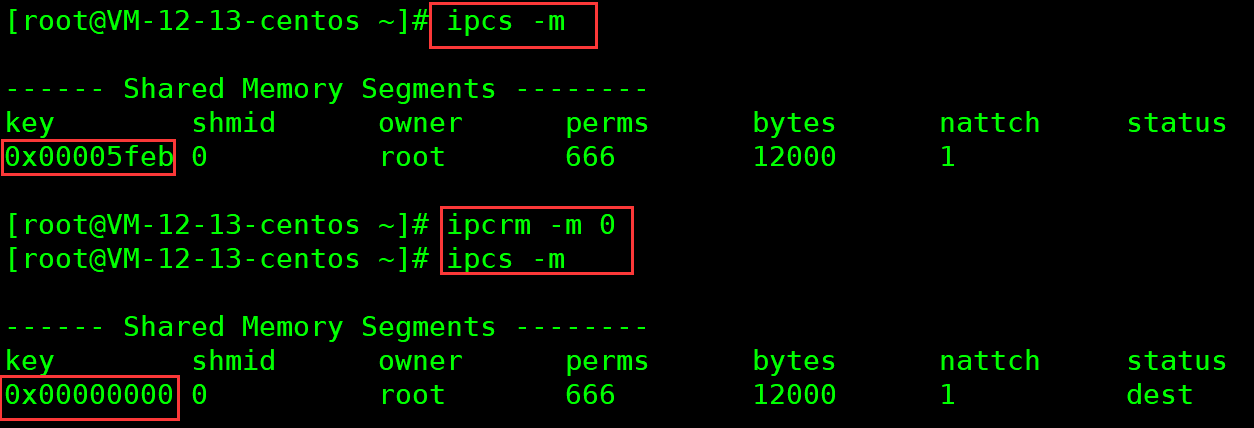 [root@VM-12-13-centos ~]# ipcs -m
------ Shared Memory Segments --------
key shmid owner perms bytes nattch status
0x00005feb 0 root 666 12000 1
[root@VM-12-13-centos ~]# ipcrm -m 0
[root@VM-12-13-centos ~]# ipcs -m
------ Shared Memory Segments --------
key shmid owner perms bytes nattch status
0x00000000 0 root 666 12000 1 dest